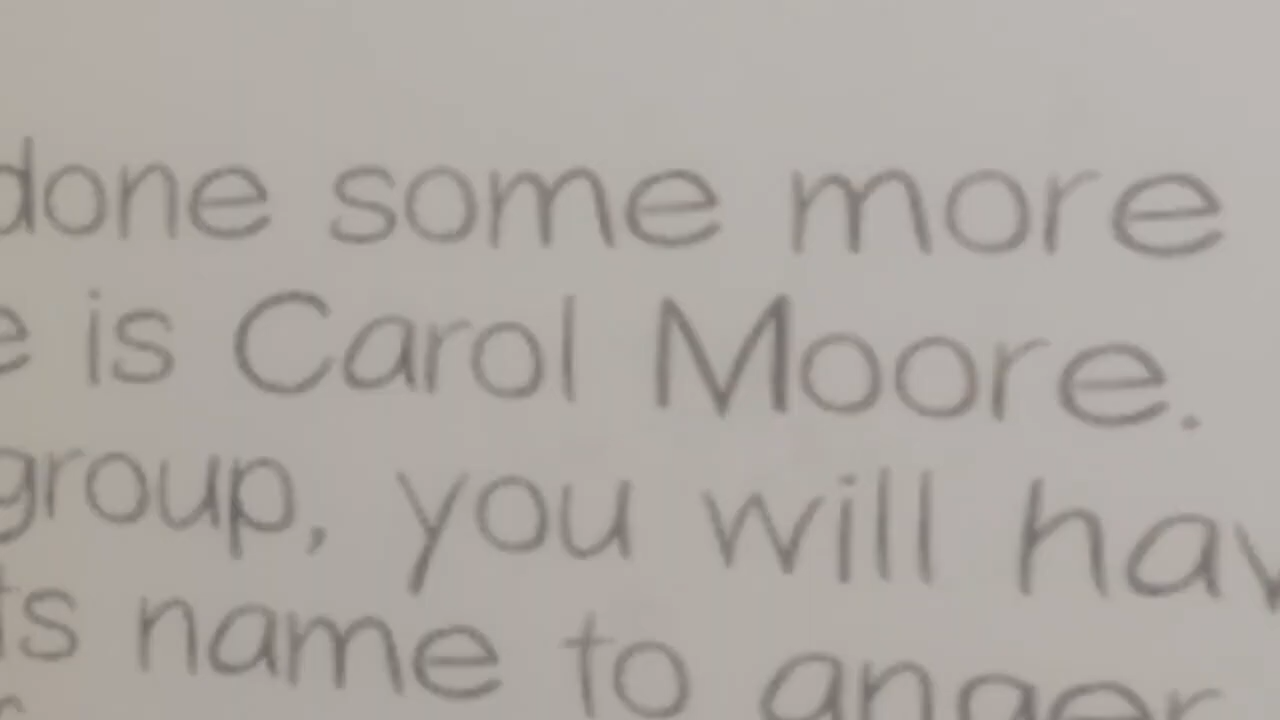 done some more
is Carol Moore.
group, you will hav
name to anger